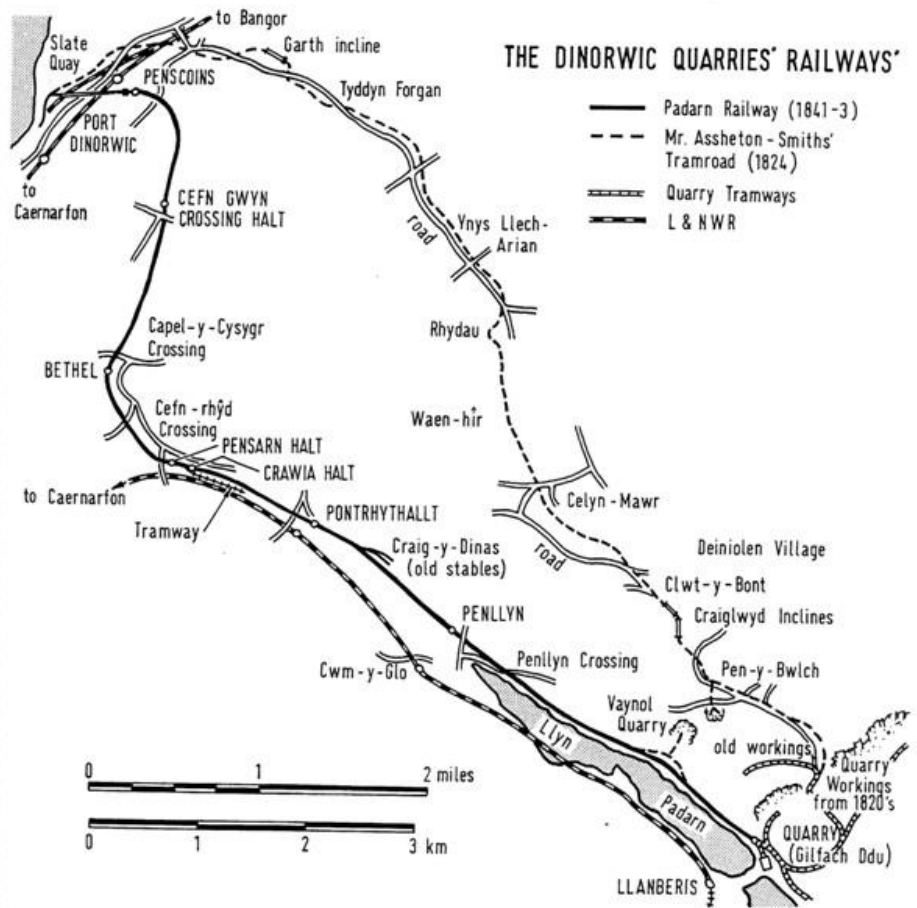 THE DINORWIC QUARRIES' RAILWAYS'
Padarn Railway (1841-3)
Mr. Assheton-Smiths'
Tramroad (1824)
Quarry Tramways
L & NWR
to Bangor
Slate
Quay
Garth incline
PENSCOINS
Tyddyn Forgan
PORT
DINORWIC
to
Caernarfon
CEFN GWYN
CROSSING HALT
road
Ynys Llech-
Arian
Rhydau
Capel-y-Cysygr
Crossing
BETHEL
Waen-hîr
Cefn-rhŷd
Crossing
PENSARN HALT
CRAWIA HALT
to Caernarfon
Tramway
PONTRHYTHALLT
Celyn-Mawr
road
Craig-y-Dinas
(old stables)
Deiniolen Village
Clwt-y-Bont
Craiglwyd Inclines
PENLLYN
Penllyn Crossing
Pen-y-Bwlch
Cwm-y-Glo
Vaynol
Quarry
Llyn
Padarn
old workings
Quarry
Workings
from 1820's
QUARRY
(Gilfach Ddu)
LLANBERIS
0 1 2 miles
0 1 2 3 km